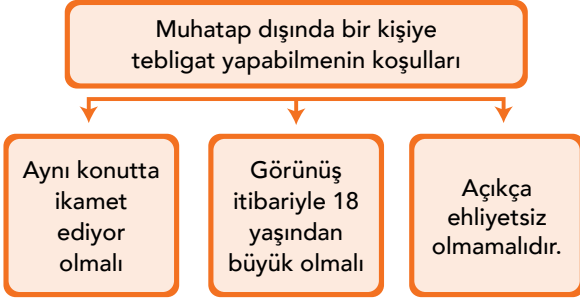 Muhatap dışında bir kişiye
tebligat yapabilmenin koşulları
Aynı konutta
ikamet
ediyor
olmalı
Görünüş
itibariyle 18
yaşından
büyük olmalı
Açıkça
ehliyetsiz
olmamalıdır.